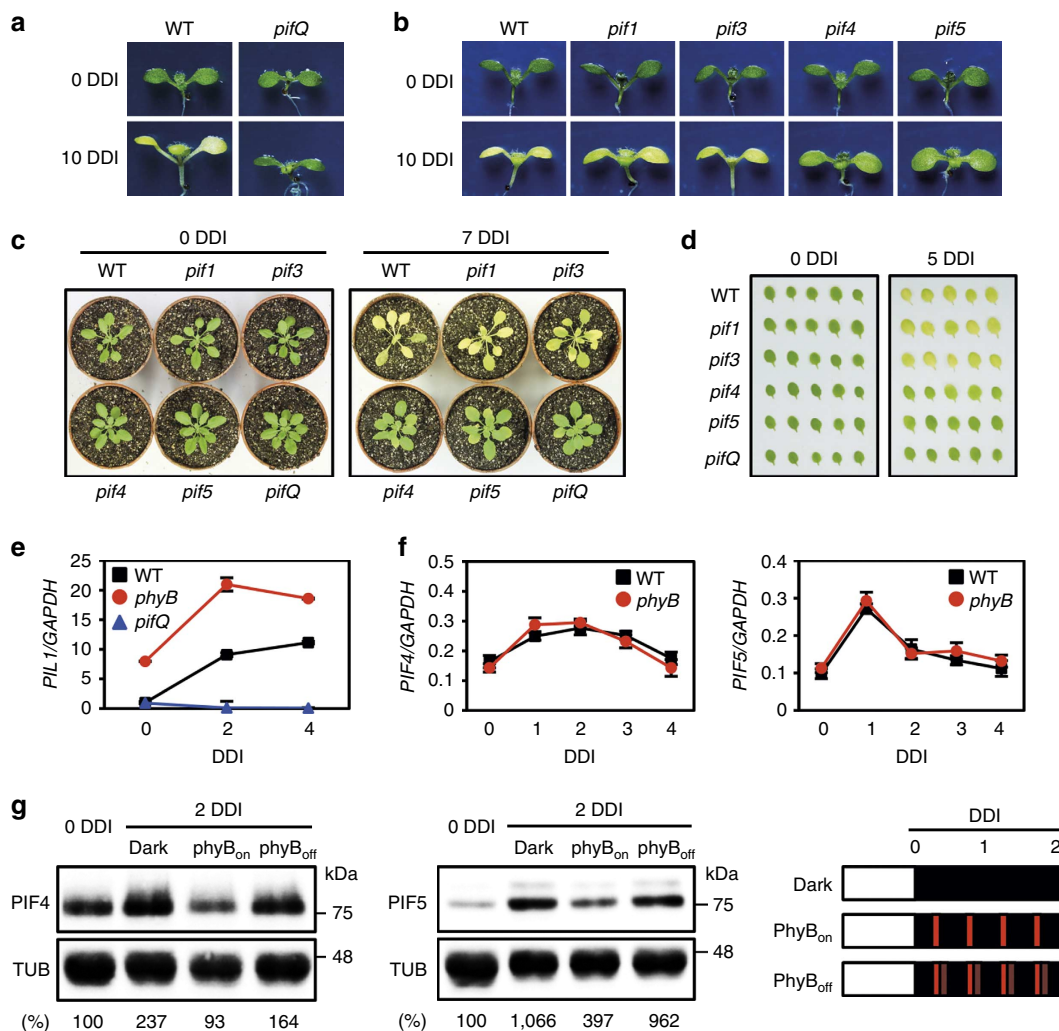 a
WT pifQ
0 DDI
10 DDI
b
WT pif1 pif3 pif4 pif5
0 DDI
10 DDI
c
0 DDI 7 DDI
WT pif1 pif3 WT pif1 pif3
pif4 pif5 pifQ pif4 pif5 pifQ
d
0 DDI 5 DDI
WT
pif1
pif3
pif4
pif5
pifQ
e
PIL1/GAPDH
25
20
15
10
5
0
WT
phyB
pifQ
0 2 4
DDI
f
PIF4/GAPDH
0.5
0.4
0.3
0.2
0.1
0
WT
phyB
0 1 2 3 4
DDI
PIF5/GAPDH
0.4
0.3
0.2
0.1
0
WT
phyB
0 1 2 3 4
DDI
g
2 DDI
0 DDI
Dark phyBon phyBoff
kDa
PIF4
75
48
TUB
(%) 100 237 93 164
2 DDI
0 DDI
Dark phyBon phyBoff
kDa
PIF5
75
48
TUB
(%) 100 1,066 397 962
DDI
0 1 2
Dark
PhyBon
PhyBoff